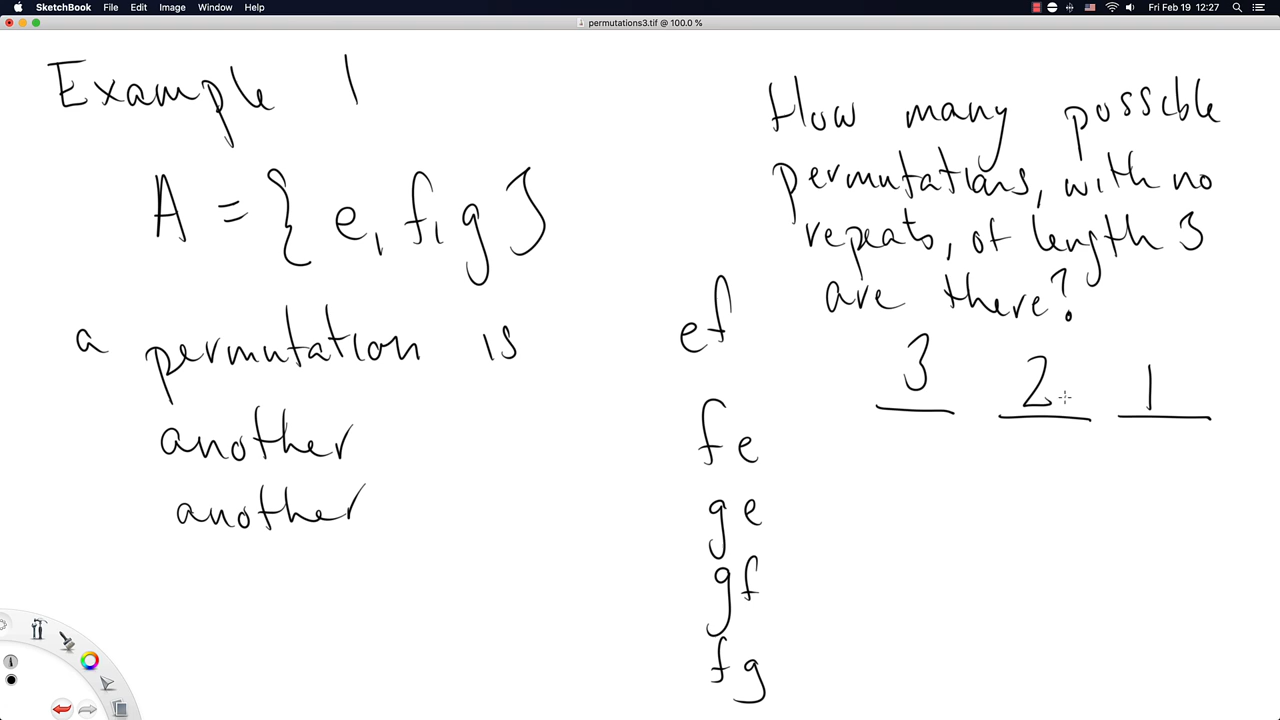 SketchBook File Edit Image Window Help Fri Feb 19 12:27
permutations3.tif @ 100.0 %
Example 1
A = { e, f, g }
a permutation is
another
another
ef
fe
ge
gf
fg
How many possible
permutations, with no
repeats, of length 3
are there?
3 2 1